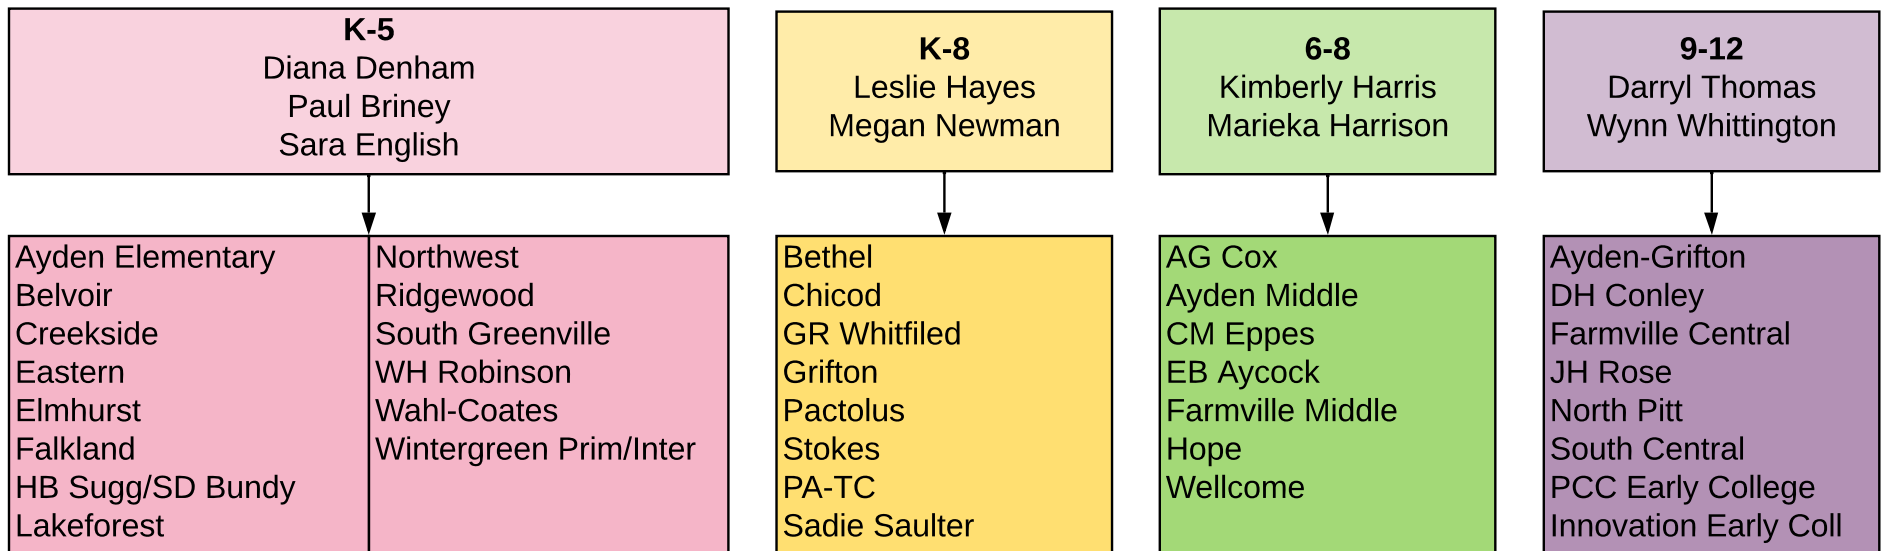 K-5
Diana Denham
Paul Briney
Sara English
Ayden Elementary
Belvoir
Creekside
Eastern
Elmhurst
Falkland
HB Sugg/SD Bundy
Lakeforest
Northwest
Ridgewood
South Greenville
WH Robinson
Wahl-Coates
Wintergreen Prim/Inter
K-8
Leslie Hayes
Megan Newman
Bethel
Chicod
GR Whitfiled
Grifton
Pactolus
Stokes
PA-TC
Sadie Saulter
6-8
Kimberly Harris
Marieka Harrison
AG Cox
Ayden Middle
CM Eppes
EB Aycock
Farmville Middle
Hope
Wellcome
9-12
Darryl Thomas
Wynn Whittington
Ayden-Grifton
DH Conley
Farmville Central
JH Rose
North Pitt
South Central
PCC Early College
Innovation Early Coll